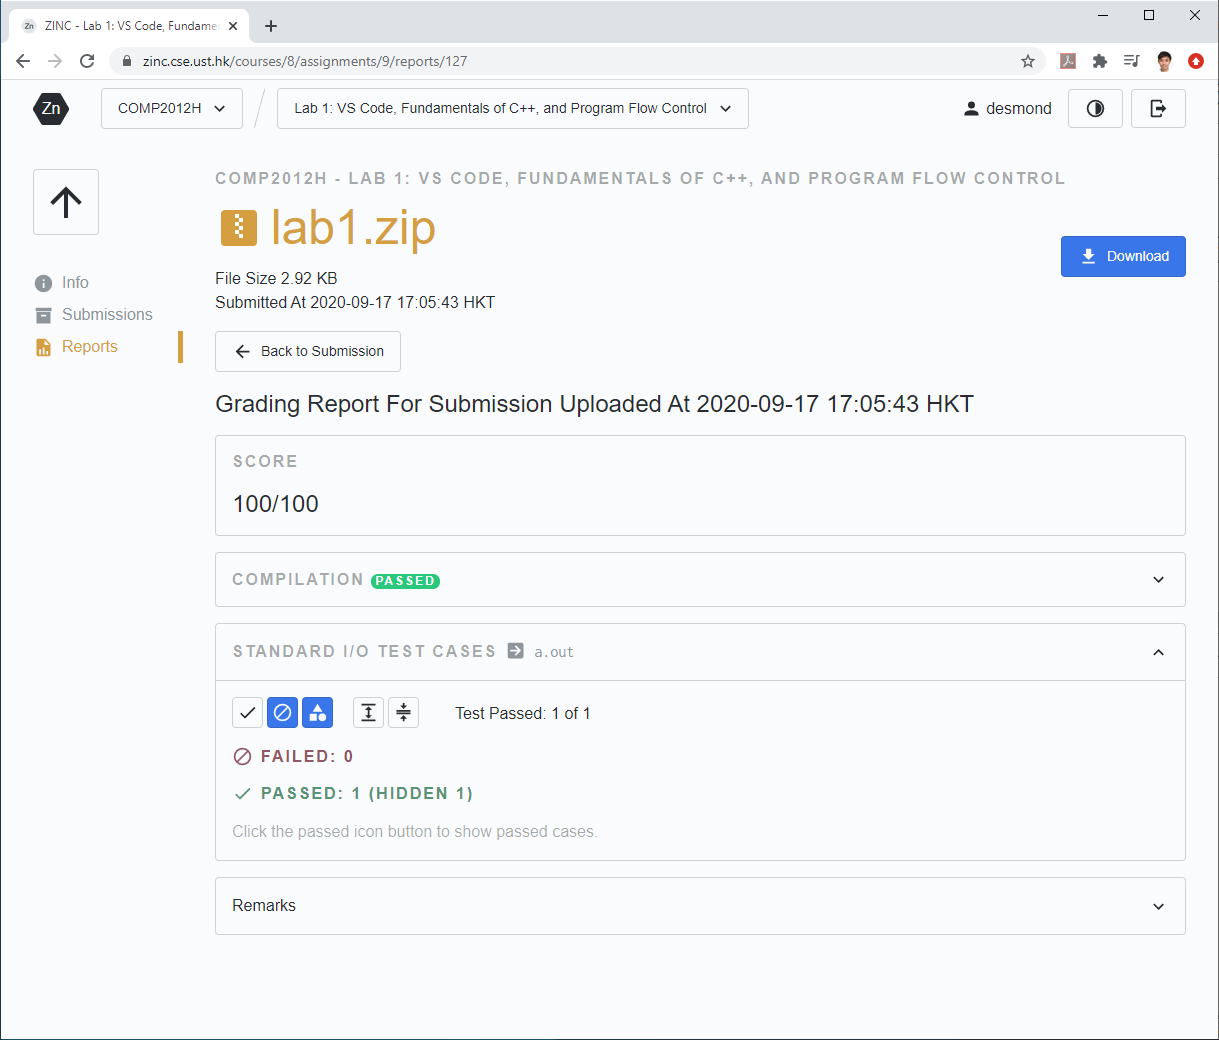 Zn ZINC - Lab 1: VS Code, Fundame
zinc.cse.ust.hk/courses/8/assignments/9/reports/127
Zn COMP2012H Lab 1: VS Code, Fundamentals of C++, and Program Flow Control desmond
COMP2012H - LAB 1: VS CODE, FUNDAMENTALS OF C++, AND PROGRAM FLOW CONTROL
lab1.zip
Download
File Size 2.92 KB
Submitted At 2020-09-17 17:05:43 HKT
Info
Submissions
Reports
Back to Submission
Grading Report For Submission Uploaded At 2020-09-17 17:05:43 HKT
SCORE
100/100
COMPILATION PASSED
STANDARD I/O TEST CASES a.out
Test Passed: 1 of 1
FAILED: 0
PASSED: 1 (HIDDEN 1)
Click the passed icon button to show passed cases.
Remarks